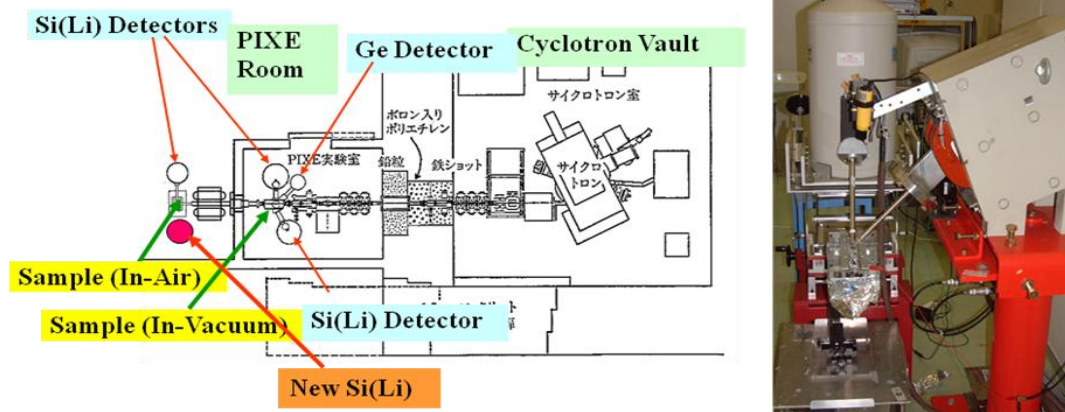 Si(Li) Detectors
PIXE
Room
Ge Detector
Cyclotron Vault
サイクロトロン室
ボロン入り
ポリエチレン
PIXE実験室
鉛粒
鉄ショット
サイクロ
トロン
Sample (In-Air)
Sample (In-Vacuum)
Si(Li) Detector
New Si(Li)